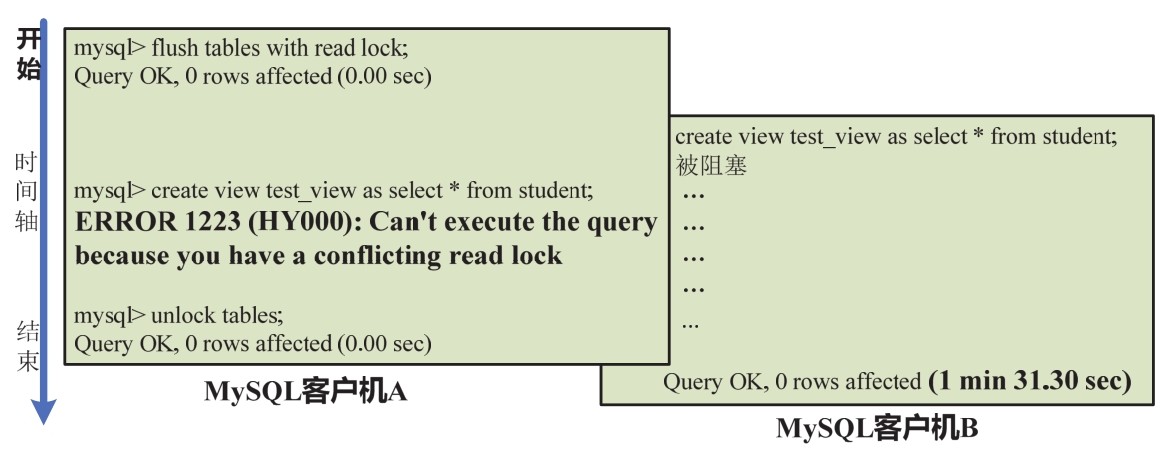 开
始
时
间
轴
结
束
mysql> flush tables with read lock;
Query OK, 0 rows affected (0.00 sec)
mysql> create view test_view as select * from student;
ERROR 1223 (HY000): Can't execute the query
because you have a conflicting read lock
mysql> unlock tables;
Query OK, 0 rows affected (0.00 sec)
MySQL客户机A
create view test_view as select * from student;
被阻塞
...
...
...
...
...
Query OK, 0 rows affected (1 min 31.30 sec)
MySQL客户机B